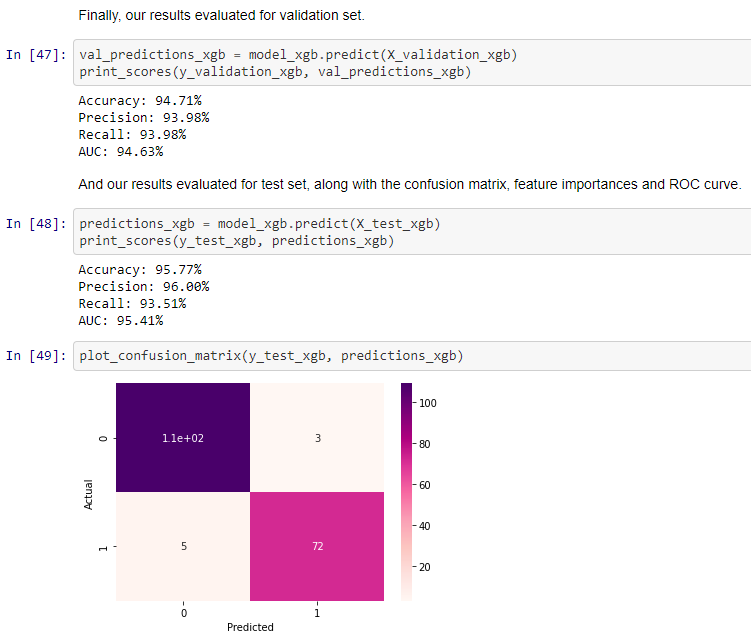 Finally, our results evaluated for validation set.
In [47]: val_predictions_xgb = model_xgb.predict(X_validation_xgb)
print_scores(y_validation_xgb, val_predictions_xgb)
Accuracy: 94.71%
Precision: 93.98%
Recall: 93.98%
AUC: 94.63%
And our results evaluated for test set, along with the confusion matrix, feature importances and ROC curve.
In [48]: predictions_xgb = model_xgb.predict(X_test_xgb)
print_scores(y_test_xgb, predictions_xgb)
Accuracy: 95.77%
Precision: 96.00%
Recall: 93.51%
AUC: 95.41%
In [49]: plot_confusion_matrix(y_test_xgb, predictions_xgb)
Actual
0
1
1.1e+02
3
5
72
0
1
Predicted
100
80
60
40
20